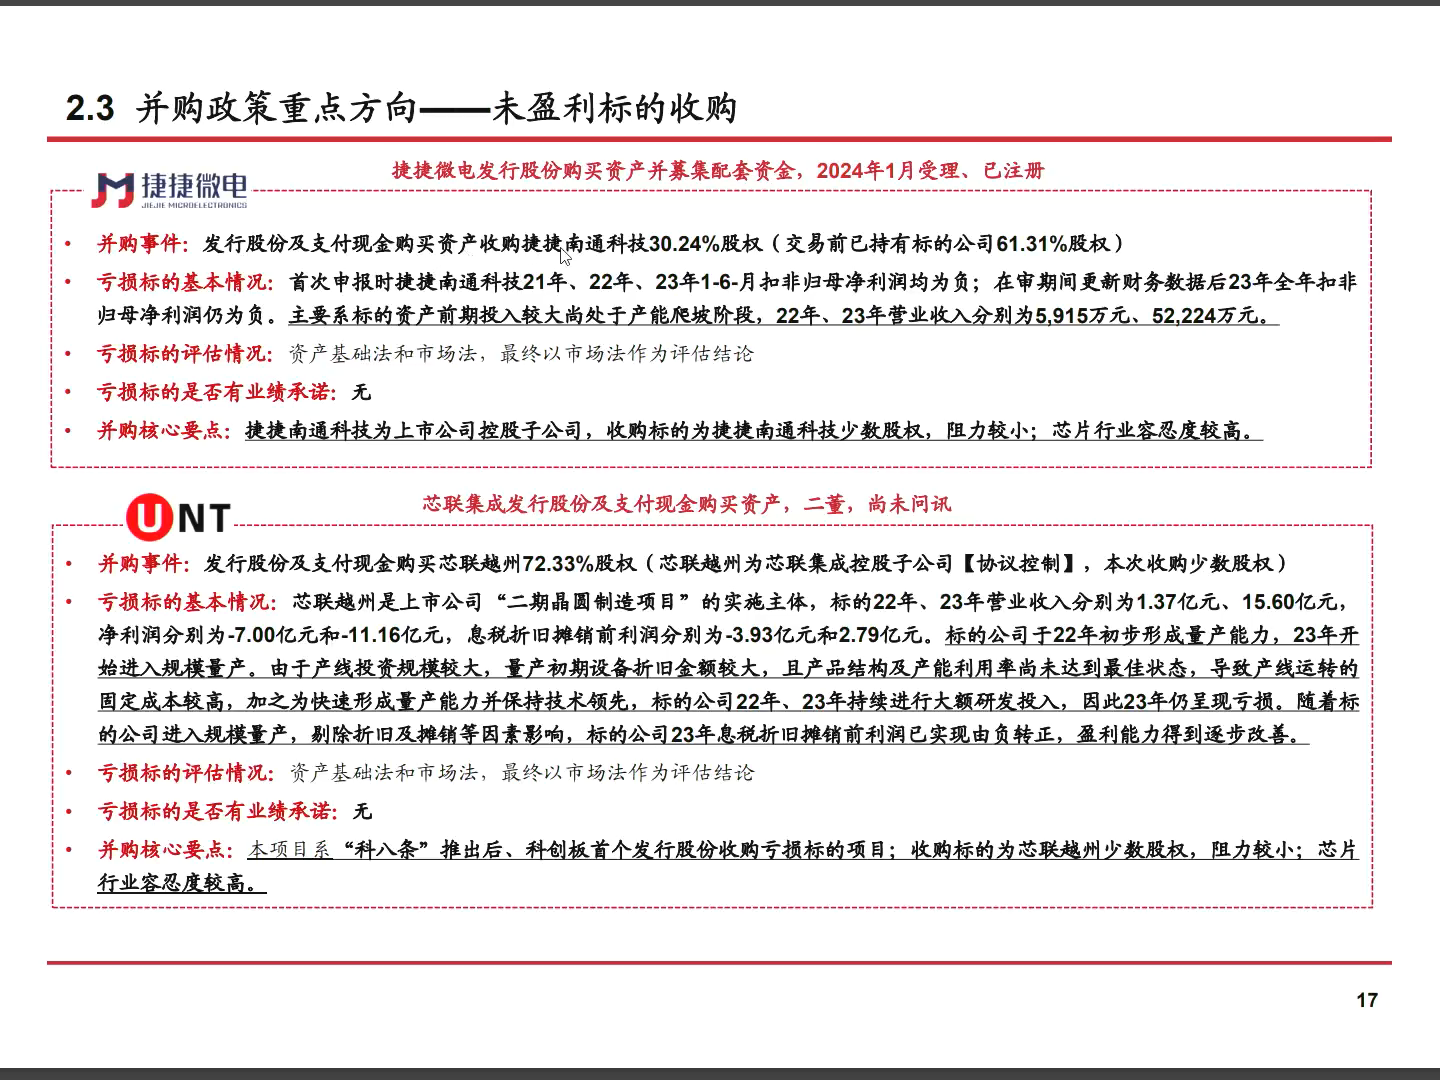 2.3 并购政策重点方向——未盈利标的收购
捷捷微电发行股份购买资产并募集配套资金，2024年1月受理、已注册
捷捷微电
JIEJIE MICROELECTRONICS
• 并购事件：发行股份及支付现金购买资产收购捷捷南通科技30.24%股权（交易前已持有标的公司61.31%股权）
• 亏损标的基本情况：首次申报时捷捷南通科技21年、22年、23年1-6-月扣非归母净利润均为负；在审期间更新财务数据后23年全年扣非
归母净利润仍为负。主要系标的资产前期投入较大尚处于产能爬坡阶段，22年、23年营业收入分别为5,915万元、52,224万元。
• 亏损标的评估情况：资产基础法和市场法，最终以市场法作为评估结论
• 亏损标的是否有业绩承诺：无
• 并购核心要点：捷捷南通科技为上市公司控股子公司，收购标的为捷捷南通科技少数股权，阻力较小；芯片行业容忍度较高。
芯联集成发行股份及支付现金购买资产，二董，尚未问讯
UNT
• 并购事件：发行股份及支付现金购买芯联越州72.33%股权（芯联越州为芯联集成控股子公司【协议控制】，本次收购少数股权）
• 亏损标的基本情况：芯联越州是上市公司“二期晶圆制造项目”的实施主体，标的22年、23年营业收入分别为1.37亿元、15.60亿元，
净利润分别为-7.00亿元和-11.16亿元，息税折旧摊销前利润分别为-3.93亿元和2.79亿元。标的公司于22年初步形成量产能力，23年开
始进入规模量产。由于产线投资规模较大，量产初期设备折旧金额较大，且产品结构及产能利用率尚未达到最佳状态，导致产线运转的
固定成本较高，加之为快速形成量产能力并保持技术领先，标的公司22年、23年持续进行大额研发投入，因此23年仍呈现亏损。随着标
的公司进入规模量产，剔除折旧及摊销等因素影响，标的公司23年息税折旧摊销前利润已实现由负转正，盈利能力得到逐步改善。
• 亏损标的评估情况：资产基础法和市场法，最终以市场法作为评估结论
• 亏损标的是否有业绩承诺：无
• 并购核心要点：本项目系“科八条”推出后、科创板首个发行股份收购亏损标的项目；收购标的为芯联越州少数股权，阻力较小；芯片
行业容忍度较高。
17